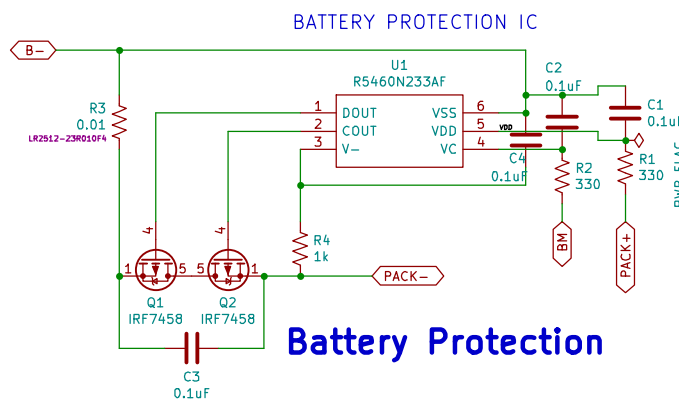 BATTERY PROTECTION IC
B-
U1
R5460N233AF
C2
0.1uF
C1
0.1uF
R3
0.01
LR2512-23R010F4
1 DOUT VSS 6
2 COUT VDD 5 VDD
3 V- VC 4
C4
0.1uF
R2
330
R1
330
4 4
R4
1k
BM
PACK+
1 5 5 1
PACK-
Q1
IRF7458
Q2
IRF7458
Battery Protection
C3
0.1uF